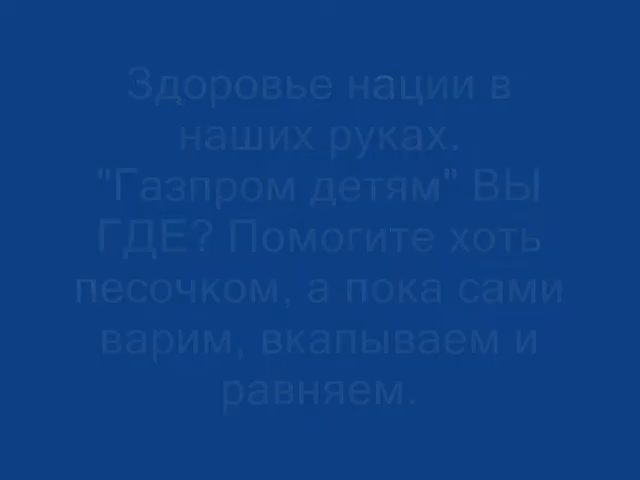 Здоровье нации в
наших руках.
"Газпром детям" ВЫ
ГДЕ? Помогите хоть
песочком, а пока сами
варим, вкапываем и
равняем.